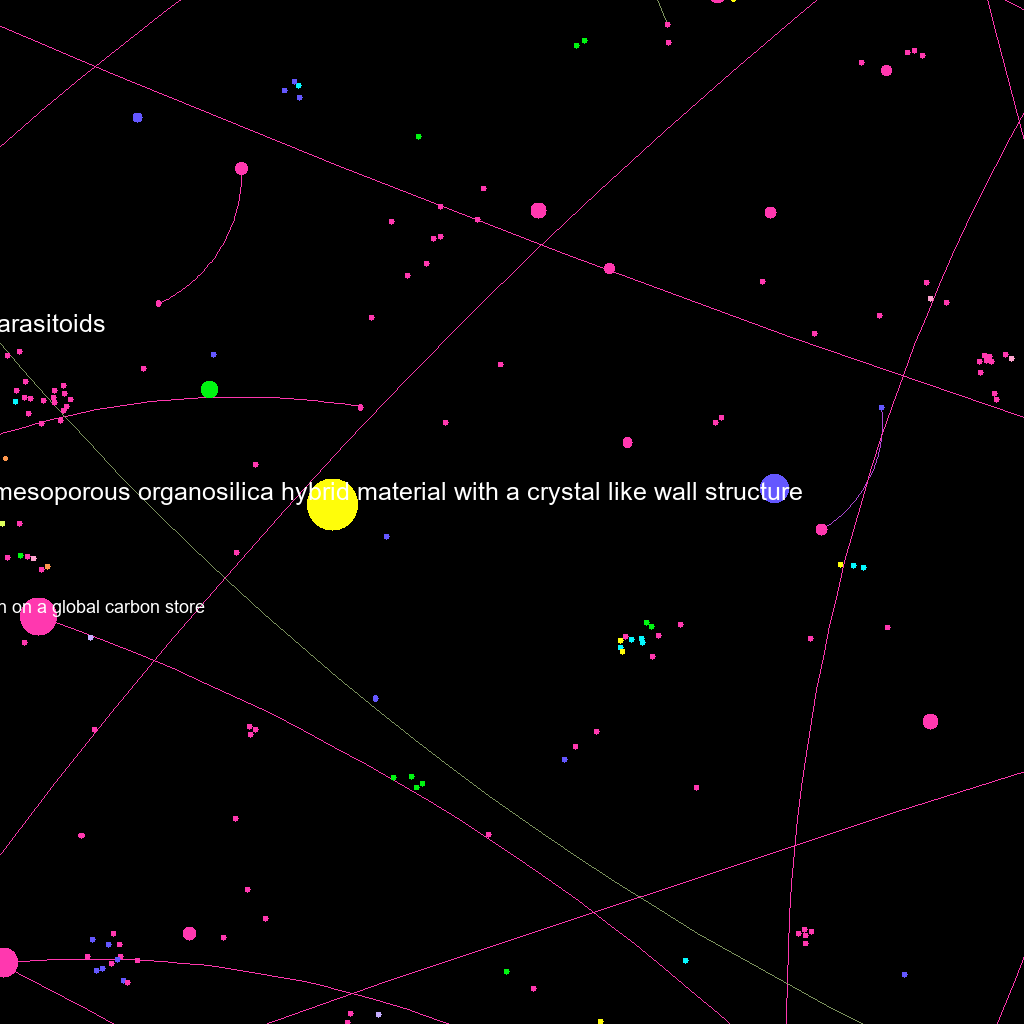 arasitoids
mesoporous organosilica hybrid material with a crystal like wall structure
n on a global carbon store